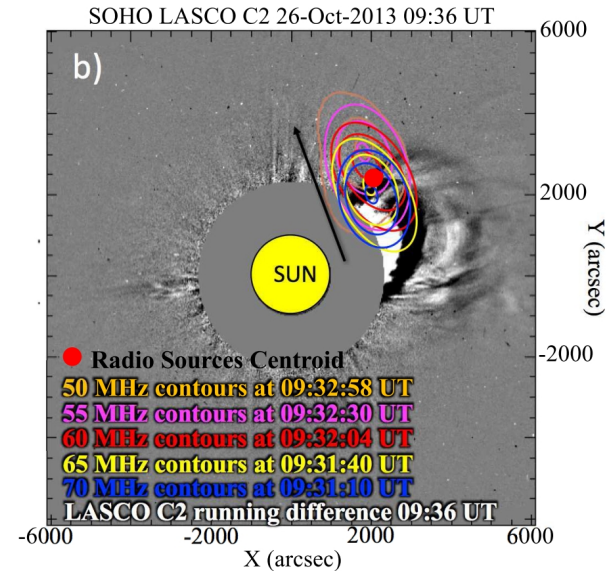 SOHO LASCO C2 26-Oct-2013 09:36 UT
b)
6000
2000
-2000
Y (arcsec)
SUN
Radio Sources Centroid
50 MHz contours at 09:32:58 UT
55 MHz contours at 09:32:30 UT
60 MHz contours at 09:32:04 UT
65 MHz contours at 09:31:40 UT
70 MHz contours at 09:31:10 UT
LASCO C2 running difference 09:36 UT
-6000 -2000 2000 6000
X (arcsec)